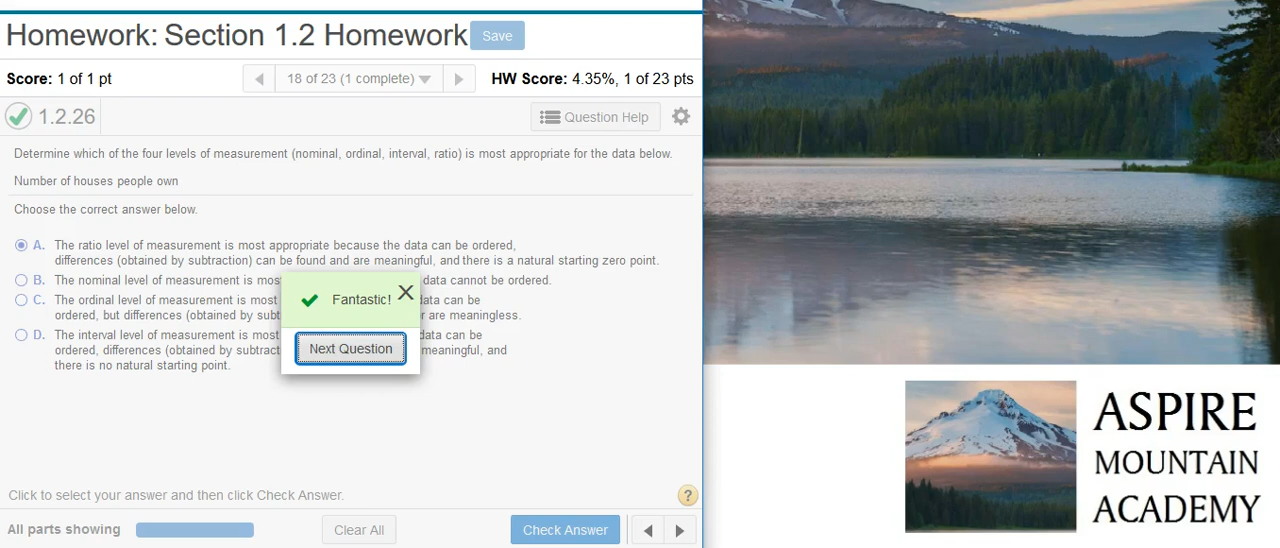 Homework: Section 1.2 Homework
Save
Score: 1 of 1 pt
18 of 23 (1 complete)
HW Score: 4.35%, 1 of 23 pts
1.2.26
Question Help
Determine which of the four levels of measurement (nominal, ordinal, interval, ratio) is most appropriate for the data below.
Number of houses people own
Choose the correct answer below.
A. The ratio level of measurement is most appropriate because the data can be ordered,
differences (obtained by subtraction) can be found and are meaningful, and there is a natural starting zero point.
B. The nominal level of measurement is data cannot be ordered.
C. The ordinal level of measurement is most data can be
ordered, but differences (obtained by are meaningless.
D. The interval level of measurement is most data can be
ordered, differences (obtained by meaningful, and
there is no natural starting point.
Fantastic!
Next Question
Click to select your answer and then click Check Answer.
?
All parts showing
Clear All
Check Answer
ASPIRE
MOUNTAIN
ACADEMY